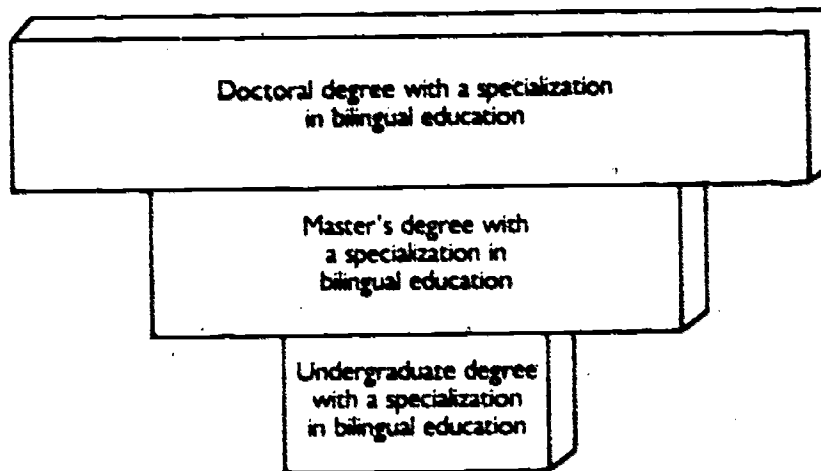 Doctoral degree with a specialization
in bilingual education
Master's degree with
a specialization in
bilingual education
Undergraduate degree
with a specialization
in bilingual education